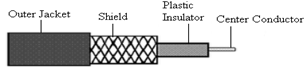 Outer Jacket
Shield
Plastic
Insulator
Center Conductor